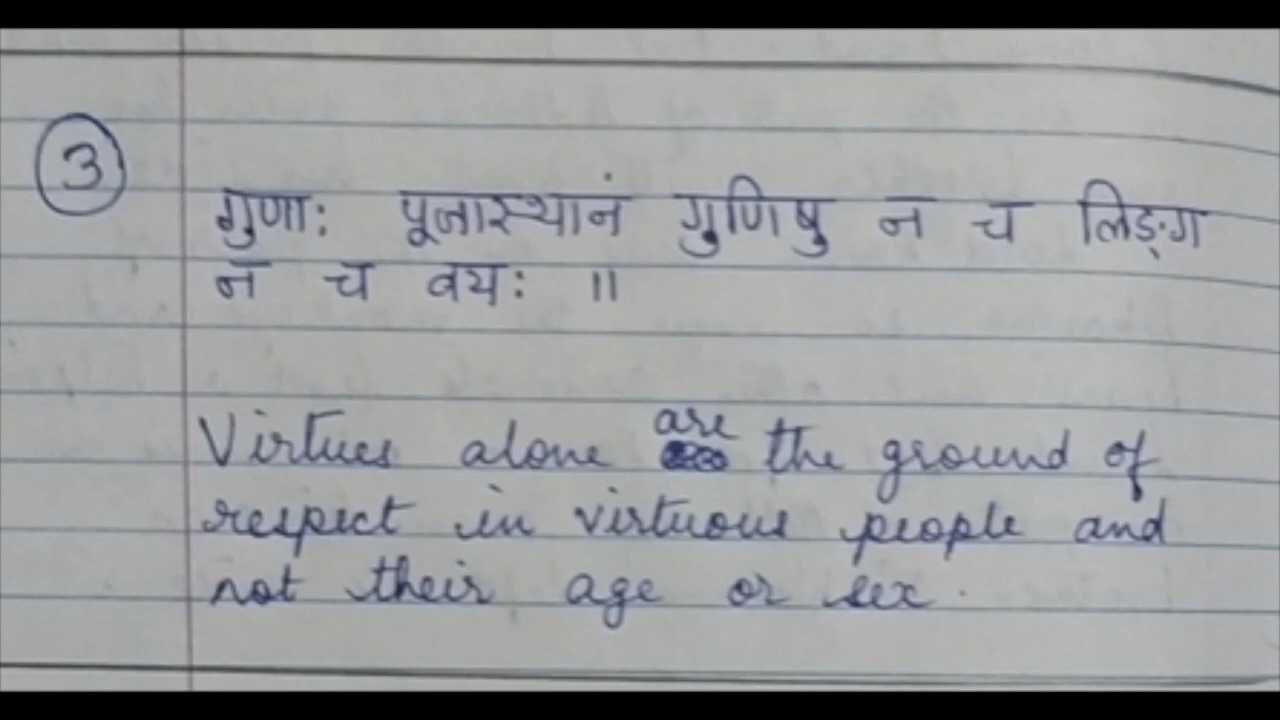 3
गुणाः पूजास्थानं गुणिषु न च लिङ्ग
न च वयः ॥
Virtues alone are the ground of
respect in virtuous people and
not their age or sex.